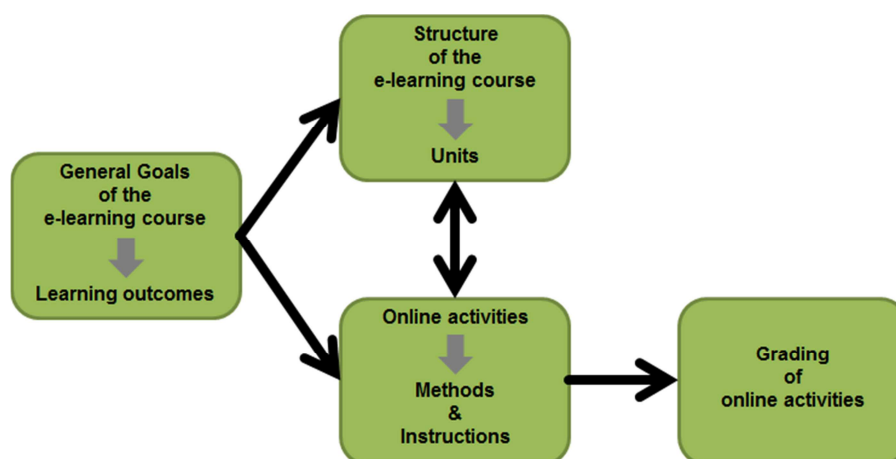 General Goals
of the
e-learning course
Learning outcomes
Structure
of the
e-learning course
Units
Online activities
Methods
&
Instructions
Grading
of
online activities